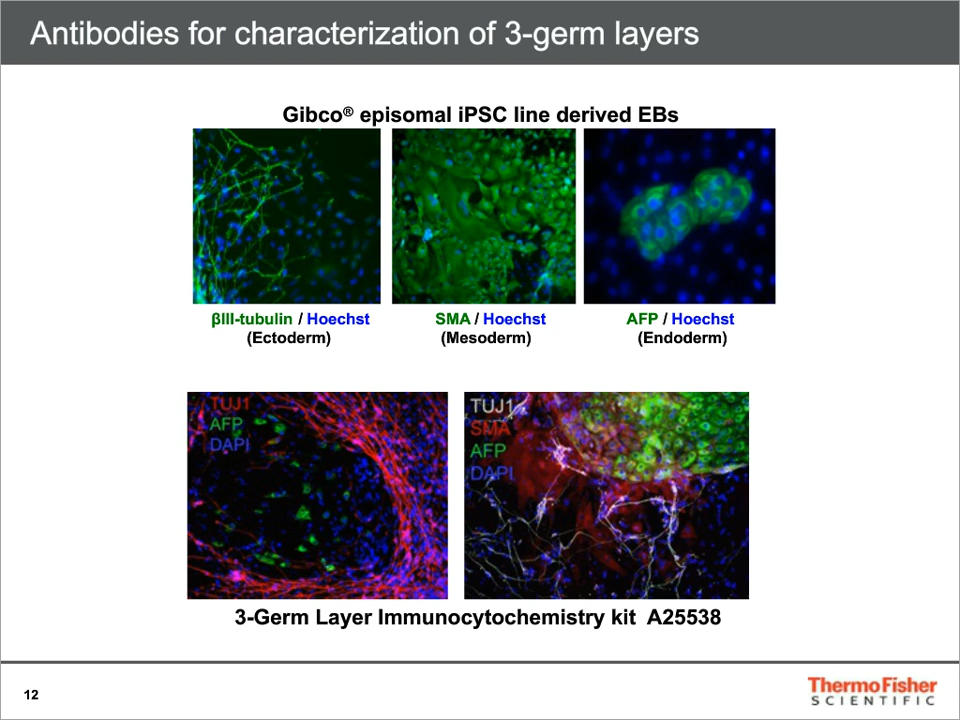 Antibodies for characterization of 3-germ layers
Gibco® episomal iPSC line derived EBs
βIII-tubulin / Hoechst
(Ectoderm)
SMA / Hoechst
(Mesoderm)
AFP / Hoechst
(Endoderm)
TUJ1
AFP
DAPI
TUJ1
SMA
AFP
DAPI
3-Germ Layer Immunocytochemistry kit A25538
12
ThermoFisher
SCIENTIFIC